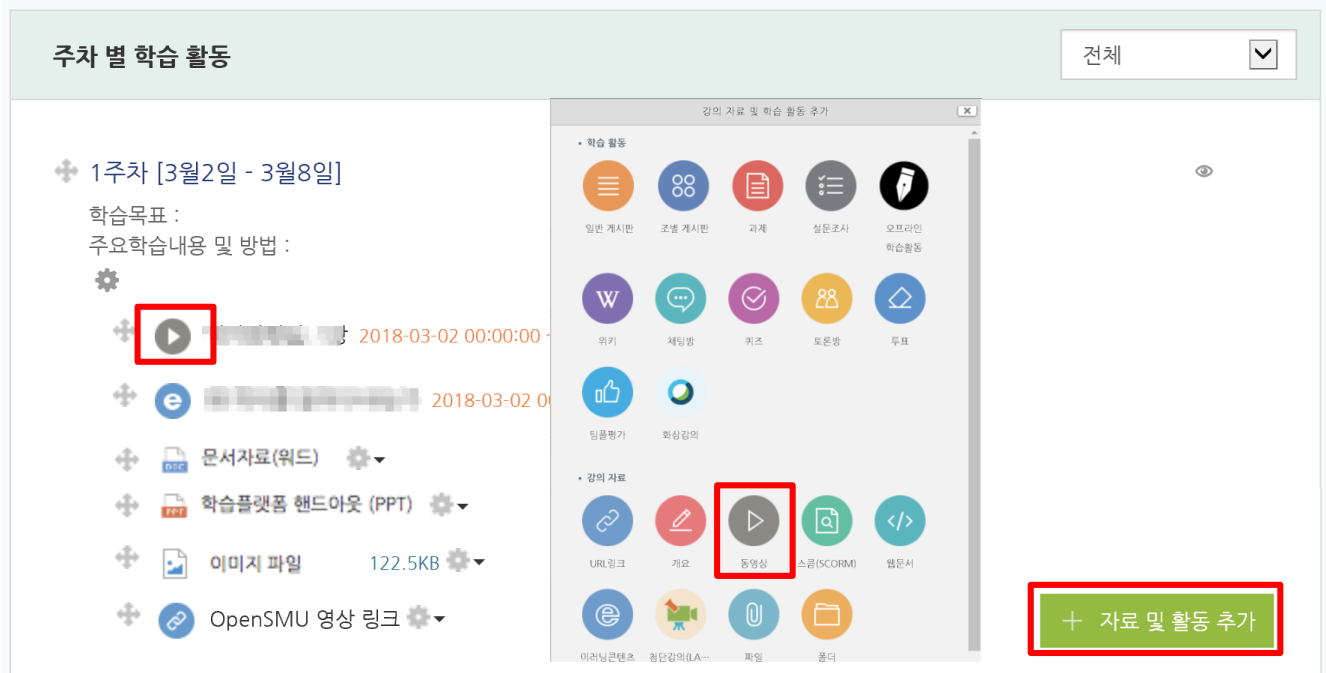 주차 별 학습 활동
전체
1주차 [3월2일 - 3월8일]
학습목표 :
주요학습내용 및 방법 :
2018-03-02 00:00:00 ~
2018-03-02
문서자료(워드)
학습플랫폼 핸드아웃 (PPT)
이미지 파일 122.5KB
OpenSMU 영상 링크
강의 자료 및 학습 활동 추가
• 학습 활동
일반 게시판 조별 게시판 과제 설문조사 오프라인
학습활동
위키 채팅방 퀴즈 토론방 투표
팀플평가 화상강의
• 강의 자료
URL링크 개요 동영상 스콤(SCORM) 웹문서
이러닝콘텐츠 첨단강의(LA… 파일 폴더
+ 자료 및 활동 추가